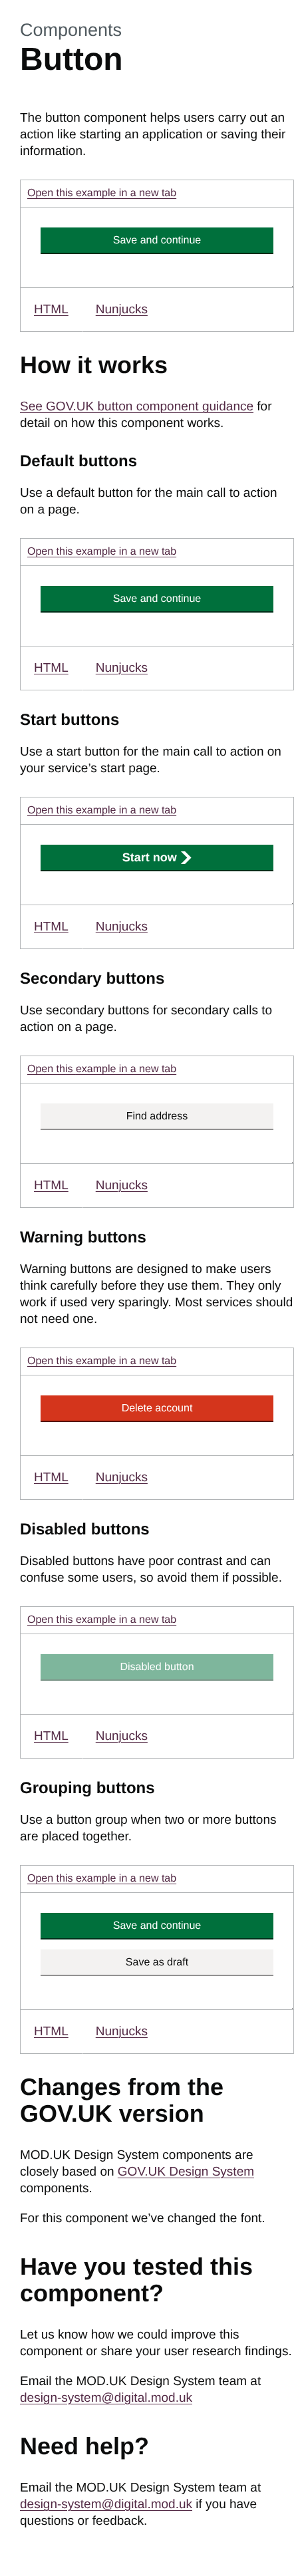 Components
Button
The button component helps users carry out an
action like starting an application or saving their
information.
Open this example in a new tab
Save and continue
HTML Nunjucks
How it works
See GOV.UK button component guidance for
detail on how this component works.
Default buttons
Use a default button for the main call to action
on a page.
Open this example in a new tab
Save and continue
HTML Nunjucks
Start buttons
Use a start button for the main call to action on
your service’s start page.
Open this example in a new tab
Start now
HTML Nunjucks
Secondary buttons
Use secondary buttons for secondary calls to
action on a page.
Open this example in a new tab
Find address
HTML Nunjucks
Warning buttons
Warning buttons are designed to make users
think carefully before they use them. They only
work if used very sparingly. Most services should
not need one.
Open this example in a new tab
Delete account
HTML Nunjucks
Disabled buttons
Disabled buttons have poor contrast and can
confuse some users, so avoid them if possible.
Open this example in a new tab
Disabled button
HTML Nunjucks
Grouping buttons
Use a button group when two or more buttons
are placed together.
Open this example in a new tab
Save and continue
Save as draft
HTML Nunjucks
Changes from the
GOV.UK version
MOD.UK Design System components are
closely based on GOV.UK Design System
components.
For this component we’ve changed the font.
Have you tested this
component?
Let us know how we could improve this
component or share your user research findings.
Email the MOD.UK Design System team at
design-system@digital.mod.uk
Need help?
Email the MOD.UK Design System team at
design-system@digital.mod.uk if you have
questions or feedback.